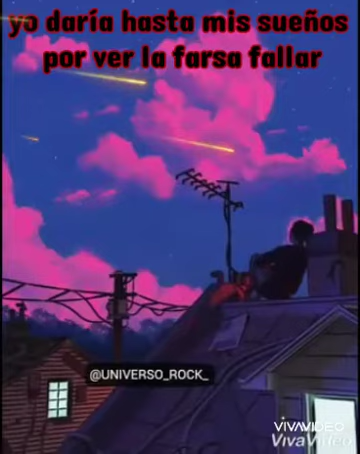 yo daría hasta mis sueños
por ver la farsa fallar
@UNIVERSO_ROCK_
VIVAVIDEO
VivaVideo